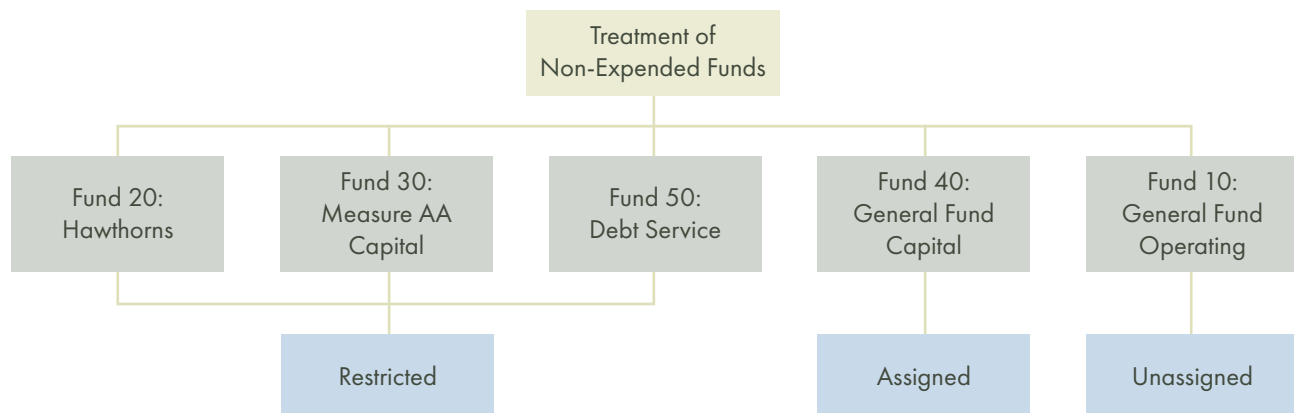 Treatment of
Non-Expended Funds
Fund 20:
Hawthorns
Fund 30:
Measure AA
Capital
Fund 50:
Debt Service
Fund 40:
General Fund
Capital
Fund 10:
General Fund
Operating
Restricted
Assigned
Unassigned